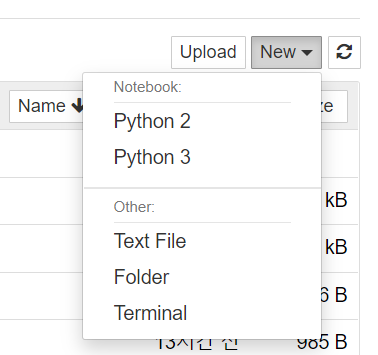 Upload New
Name ze
Notebook:
Python 2
Python 3
kB
Other:
Text File
kB
Folder
6 B
Terminal
13시간 전 985 B